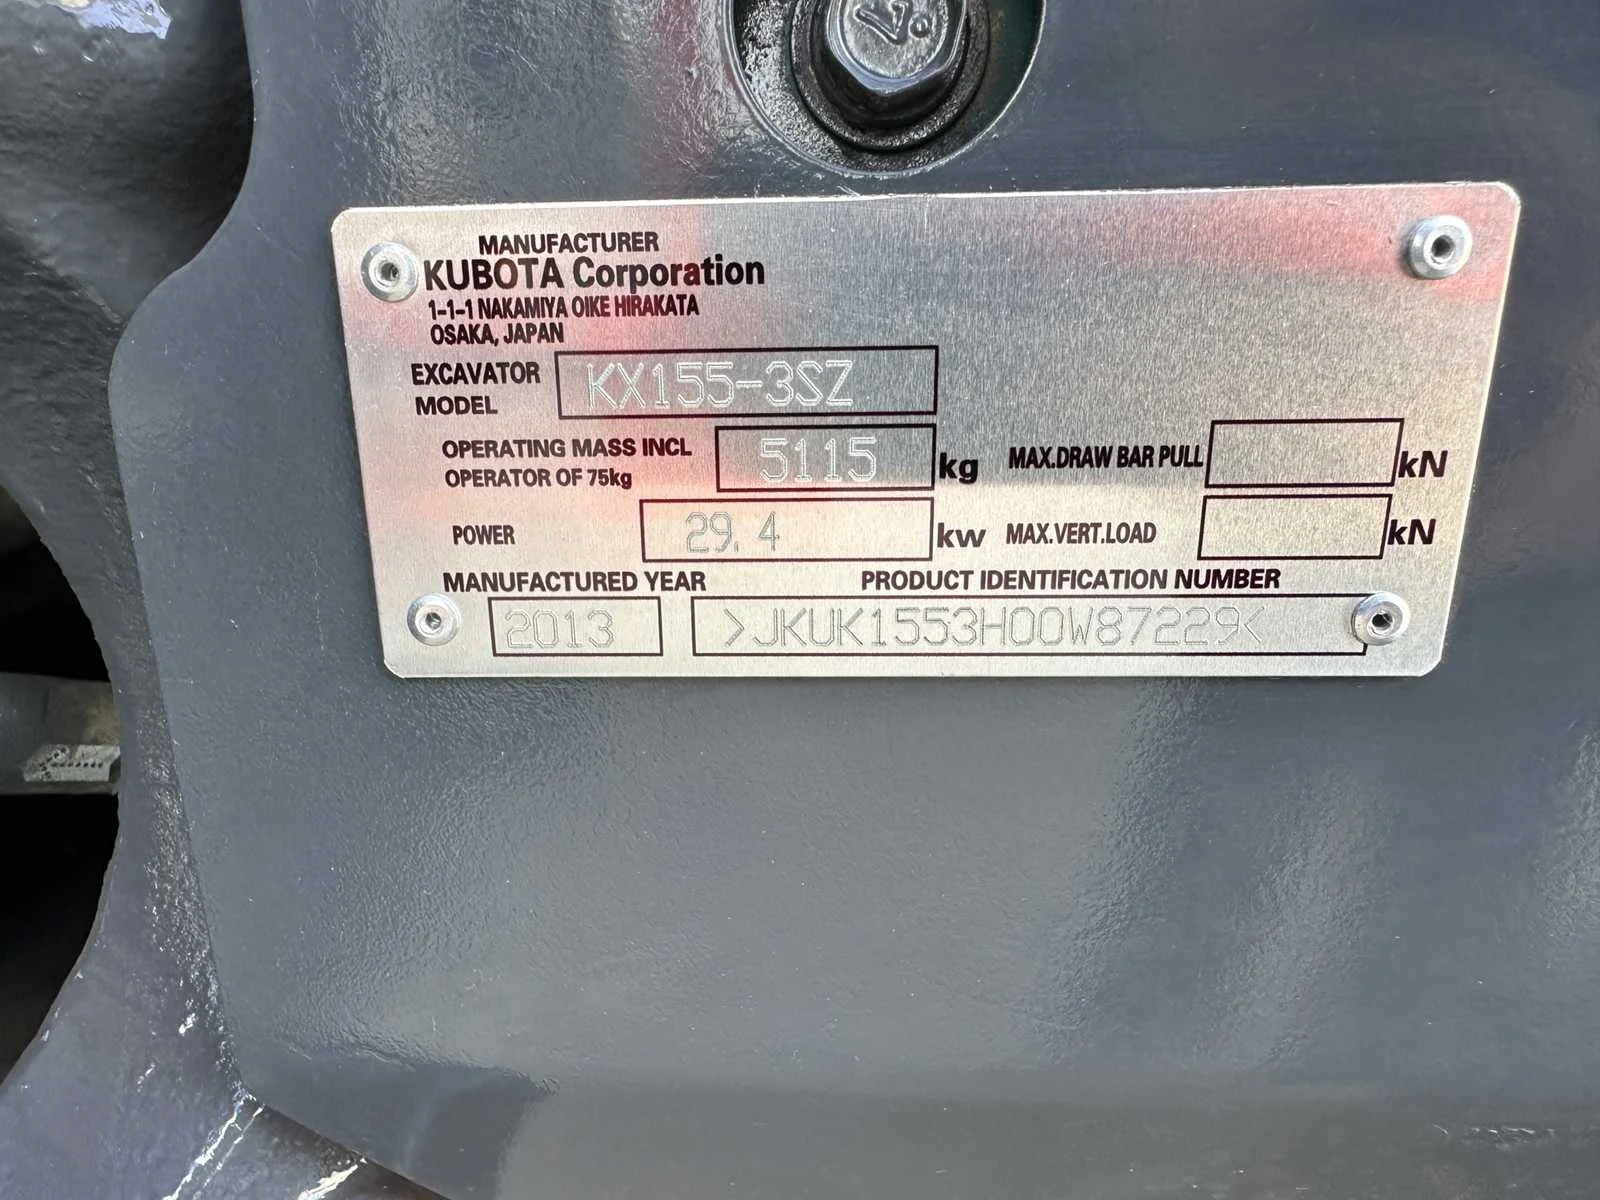 MANUFACTURER
KUBOTA Corporation
1-1-1 NAKAMIYA OIKE HIRAKATA
OSAKA, JAPAN
EXCAVATOR MODEL KX155-3SZ
OPERATING MASS INCL OPERATOR OF 75kg 5115 kg MAX.DRAW BAR PULL kN
POWER 29.4 kw MAX.VERT.LOAD kN
MANUFACTURED YEAR PRODUCT IDENTIFICATION NUMBER
2013 >JKUK1553H00W87229<